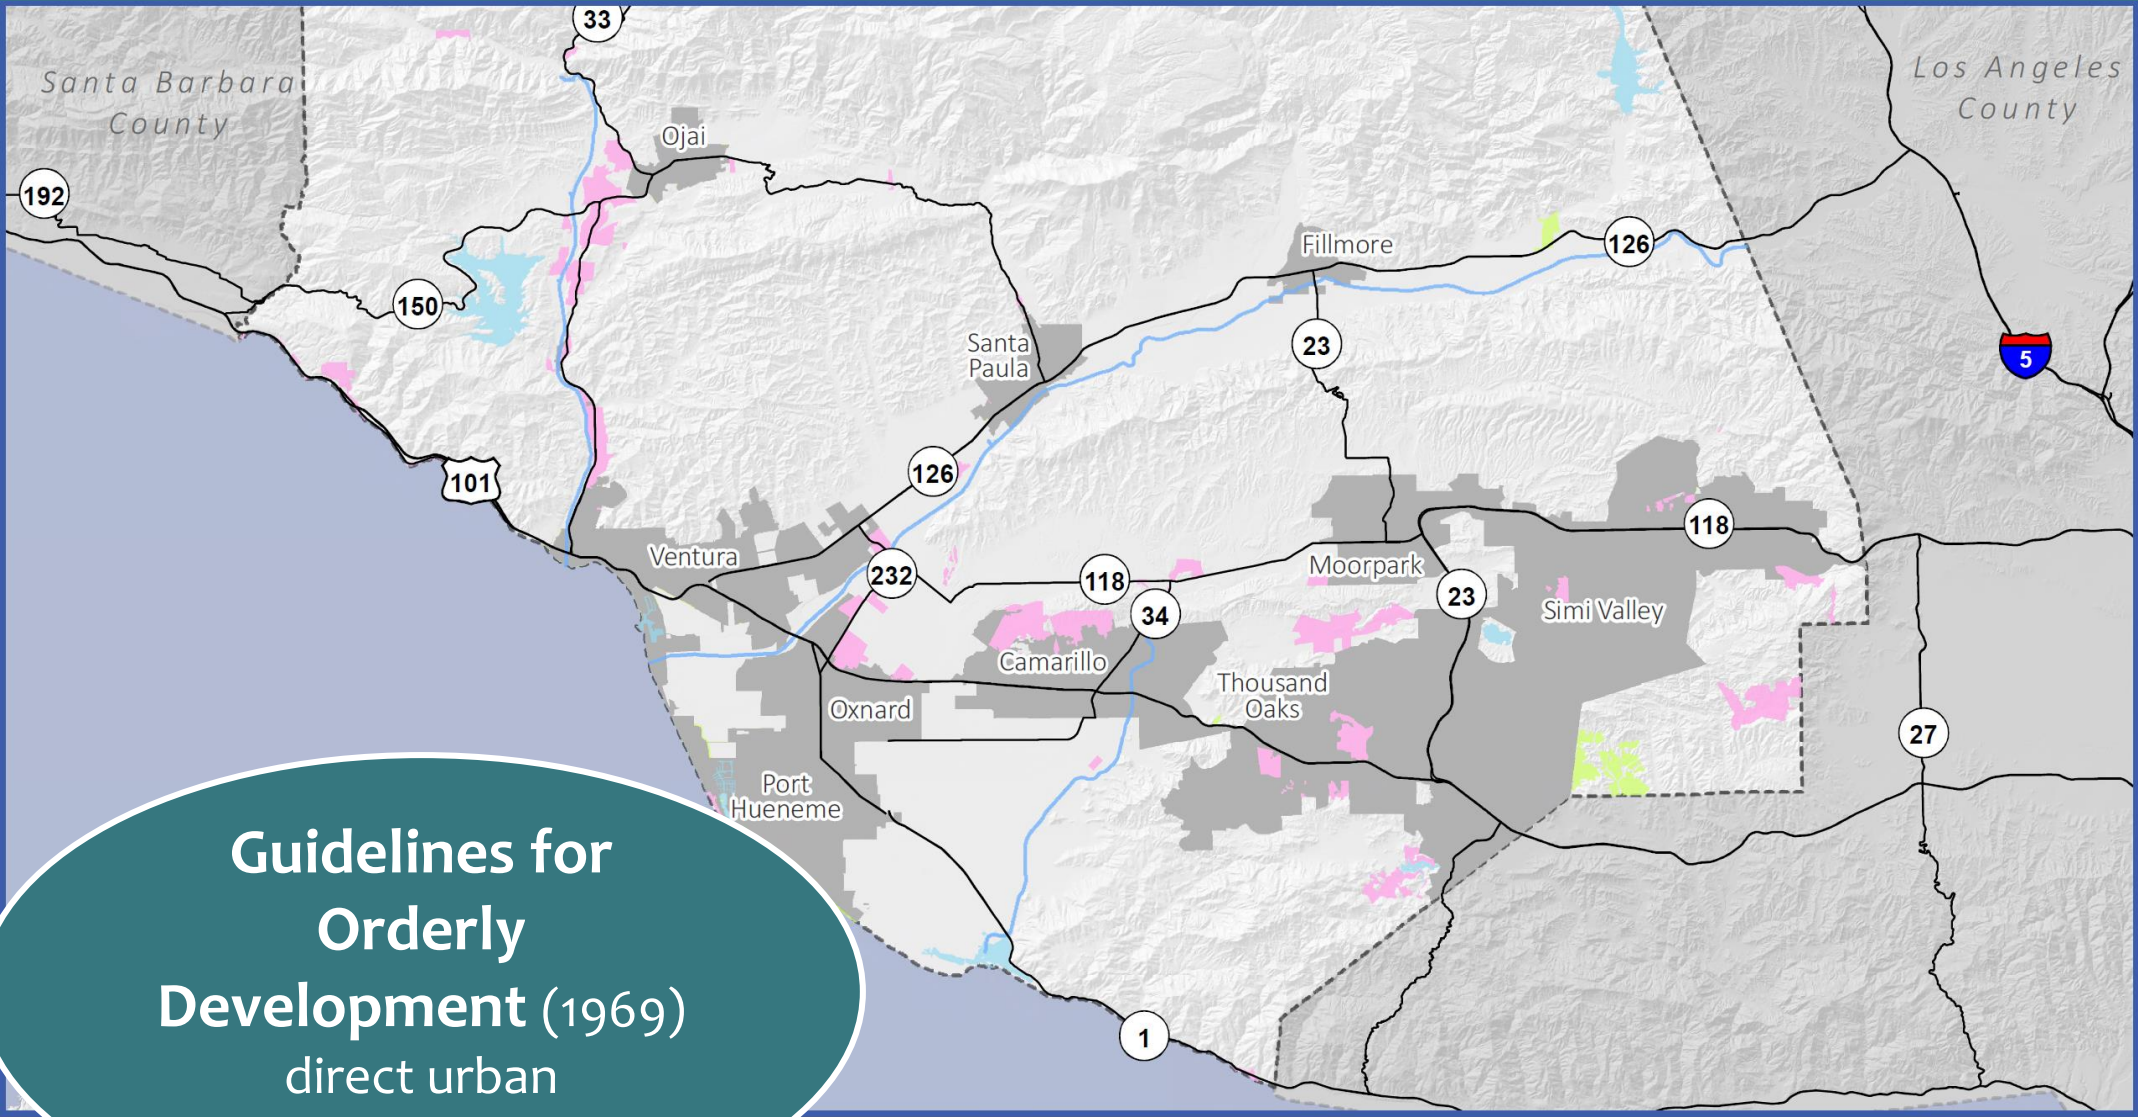 33
Santa Barbara
County
Los Angeles
County
Ojai
192
Fillmore
126
150
23
5
Santa
Paula
101
126
118
Ventura
232
118
Moorpark
34
23
Simi Valley
Camarillo
Thousand
Oaks
Oxnard
27
Port
Hueneme
Guidelines for
Orderly
Development (1969)
direct urban
1